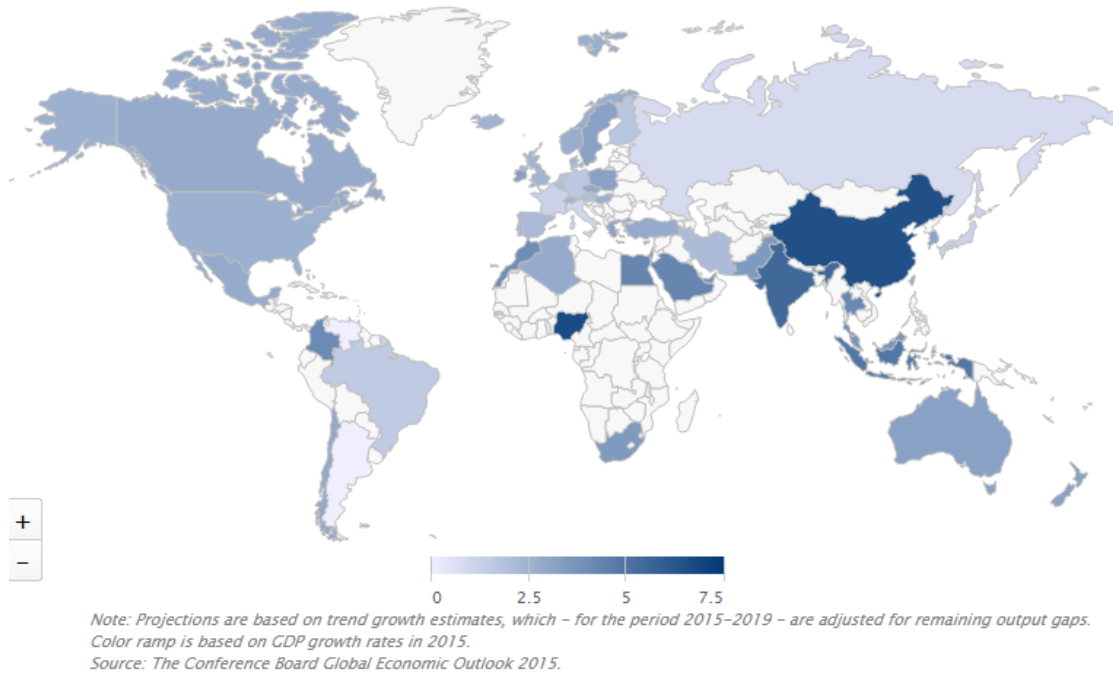 +
−
0 2.5 5 7.5
Note: Projections are based on trend growth estimates, which – for the period 2015–2019 – are adjusted for remaining output gaps.
Color ramp is based on GDP growth rates in 2015.
Source: The Conference Board Global Economic Outlook 2015.